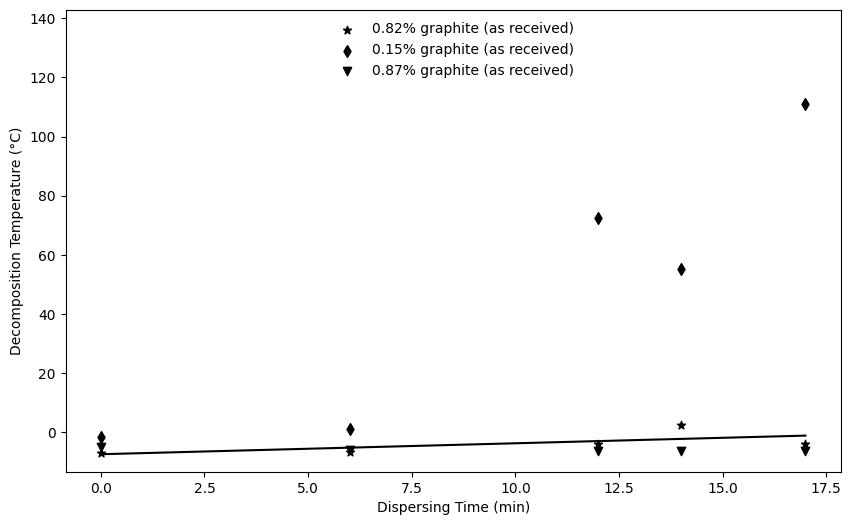 0.82% graphite (as received)
0.15% graphite (as received)
0.87% graphite (as received)
140
120
100
80
60
40
20
0
Decomposition Temperature (°C)
0.0 2.5 5.0 7.5 10.0 12.5 15.0 17.5
Dispersing Time (min)